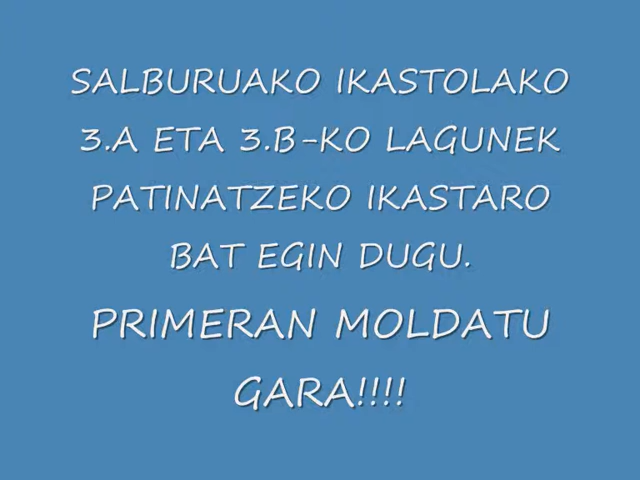 SALBURUAKO IKASTOLAKO
3.A ETA 3.B-KO LAGUNEK
PATINATZEKO IKASTARO
BAT EGIN DUGU.
PRIMERAN MOLDATU
GARA!!!!